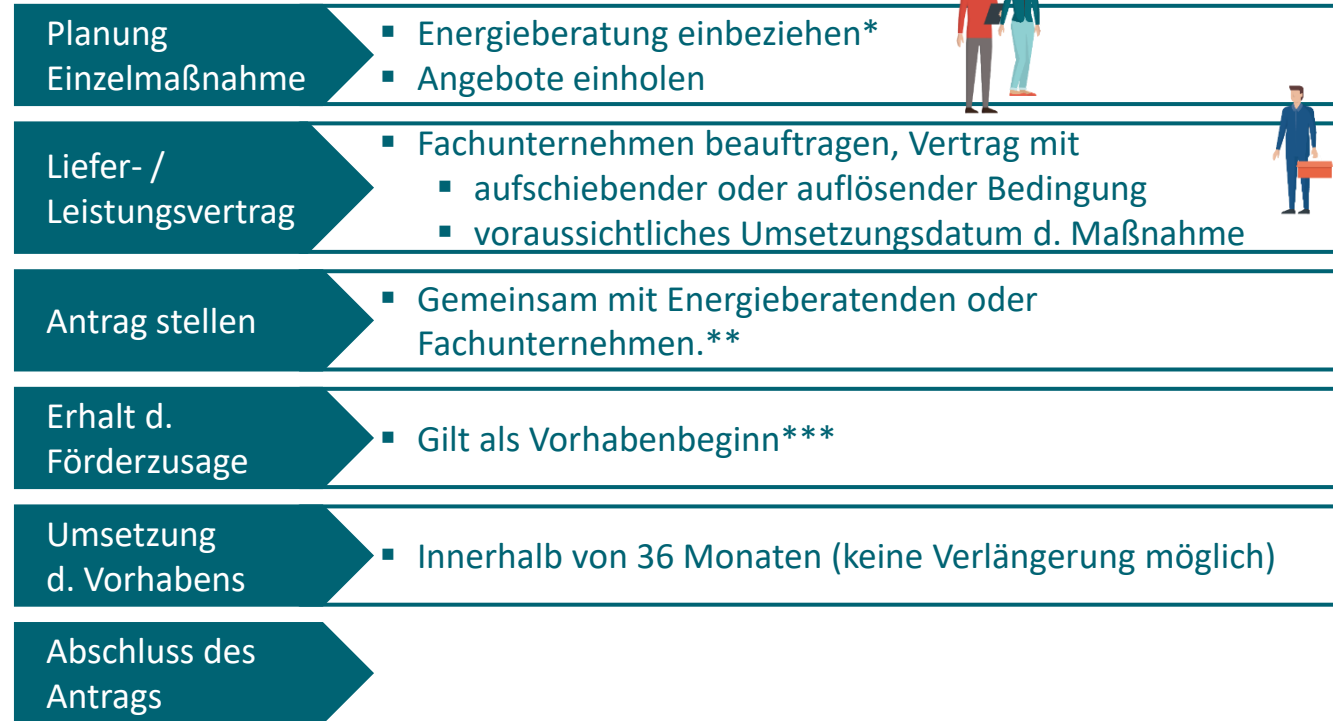 Planung
Einzelmaßnahme
▪ Energieberatung einbeziehen*
▪ Angebote einholen
Liefer- /
Leistungsvertrag
▪ Fachunternehmen beauftragen, Vertrag mit
▪ aufschiebender oder auflösender Bedingung
▪ voraussichtliches Umsetzungsdatum d. Maßnahme
Antrag stellen
▪ Gemeinsam mit Energieberatenden oder
Fachunternehmen.**
Erhalt d.
Förderzusage
▪ Gilt als Vorhabenbeginn***
Umsetzung
d. Vorhabens
▪ Innerhalb von 36 Monaten (keine Verlängerung möglich)
Abschluss des
Antrags